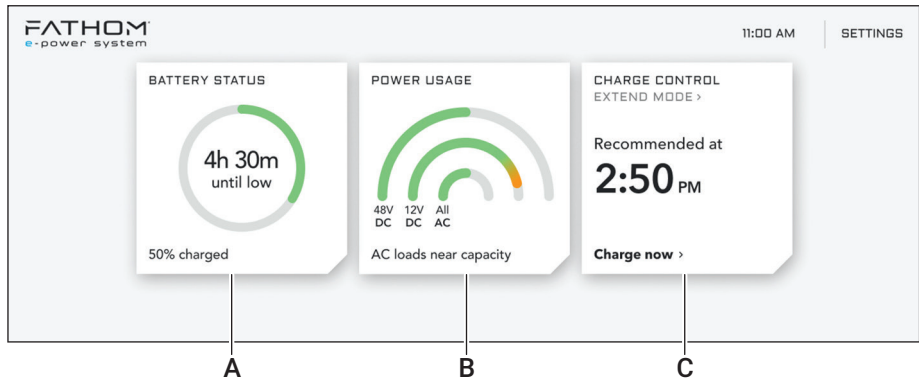 FATHOM
e-power system
11:00 AM
SETTINGS
BATTERY STATUS
4h 30m
until low
50% charged
POWER USAGE
48V DC
12V DC
All AC
AC loads near capacity
CHARGE CONTROL
EXTEND MODE >
Recommended at
2:50 PM
Charge now >
A
B
C